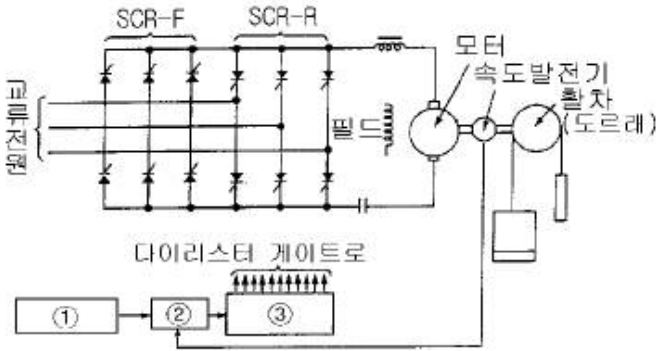 SCR-F SCR-R
모터
속도발전기
활차
(도르래)
필드
교류전원
다이리스터 게이트로
① ② ③